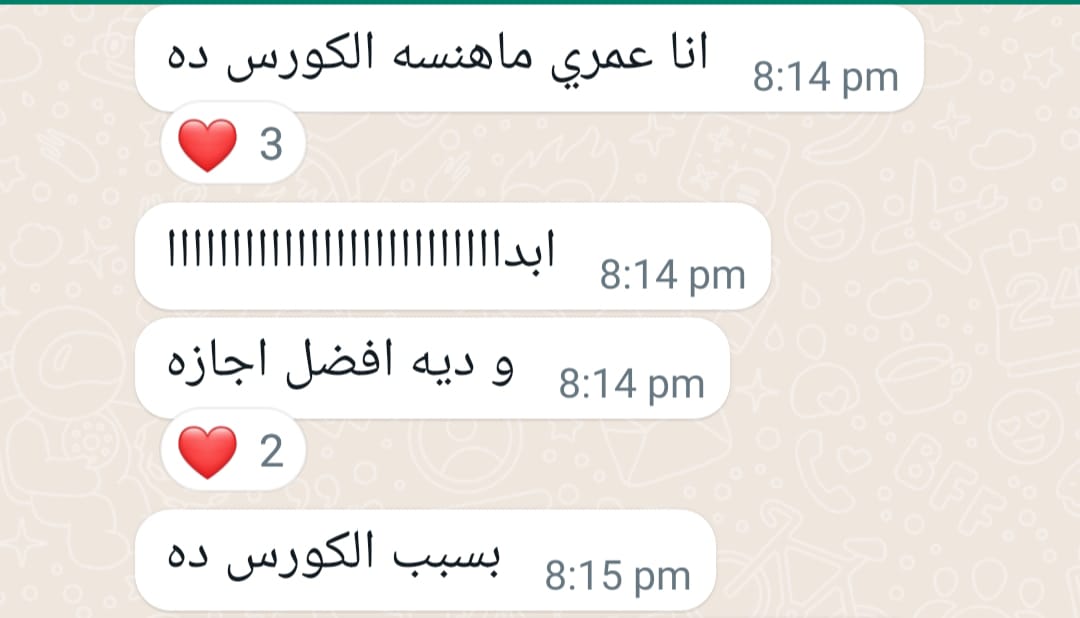 انا عمري ماهنسه الكورس ده
8:14 pm
❤️ 3
ابدااااااااااااااااااااااااااااا
8:14 pm
و ديه افضل اجازه
8:14 pm
❤️ 2
بسبب الكورس ده
8:15 pm